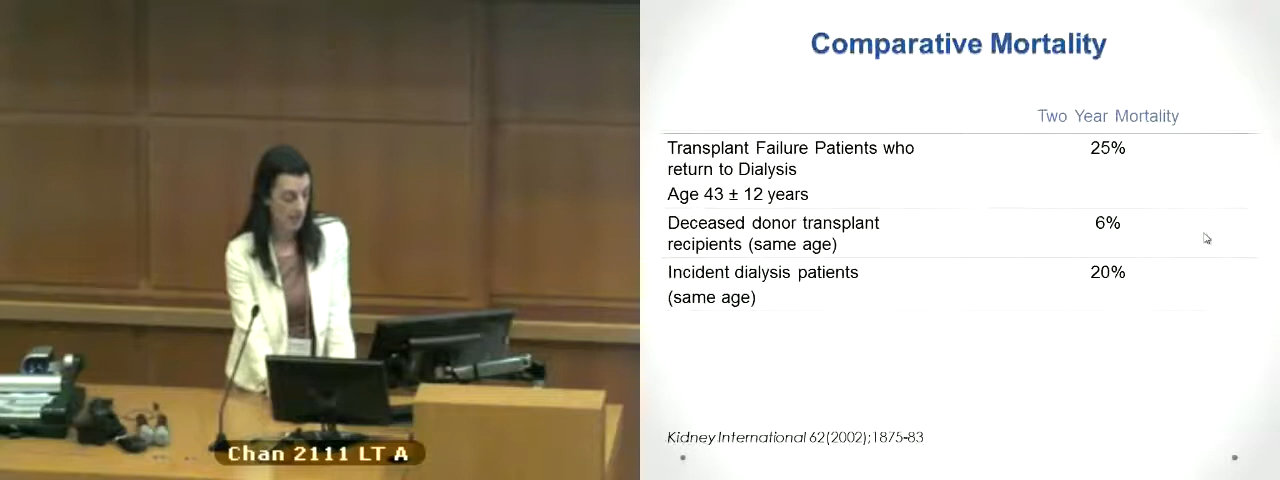 Comparative Mortality
Two Year Mortality
Transplant Failure Patients who
return to Dialysis
Age 43 ± 12 years
25%
Deceased donor transplant
recipients (same age)
6%
Incident dialysis patients
(same age)
20%
Kidney International 62(2002);1875-83
Chan 2111 LT A